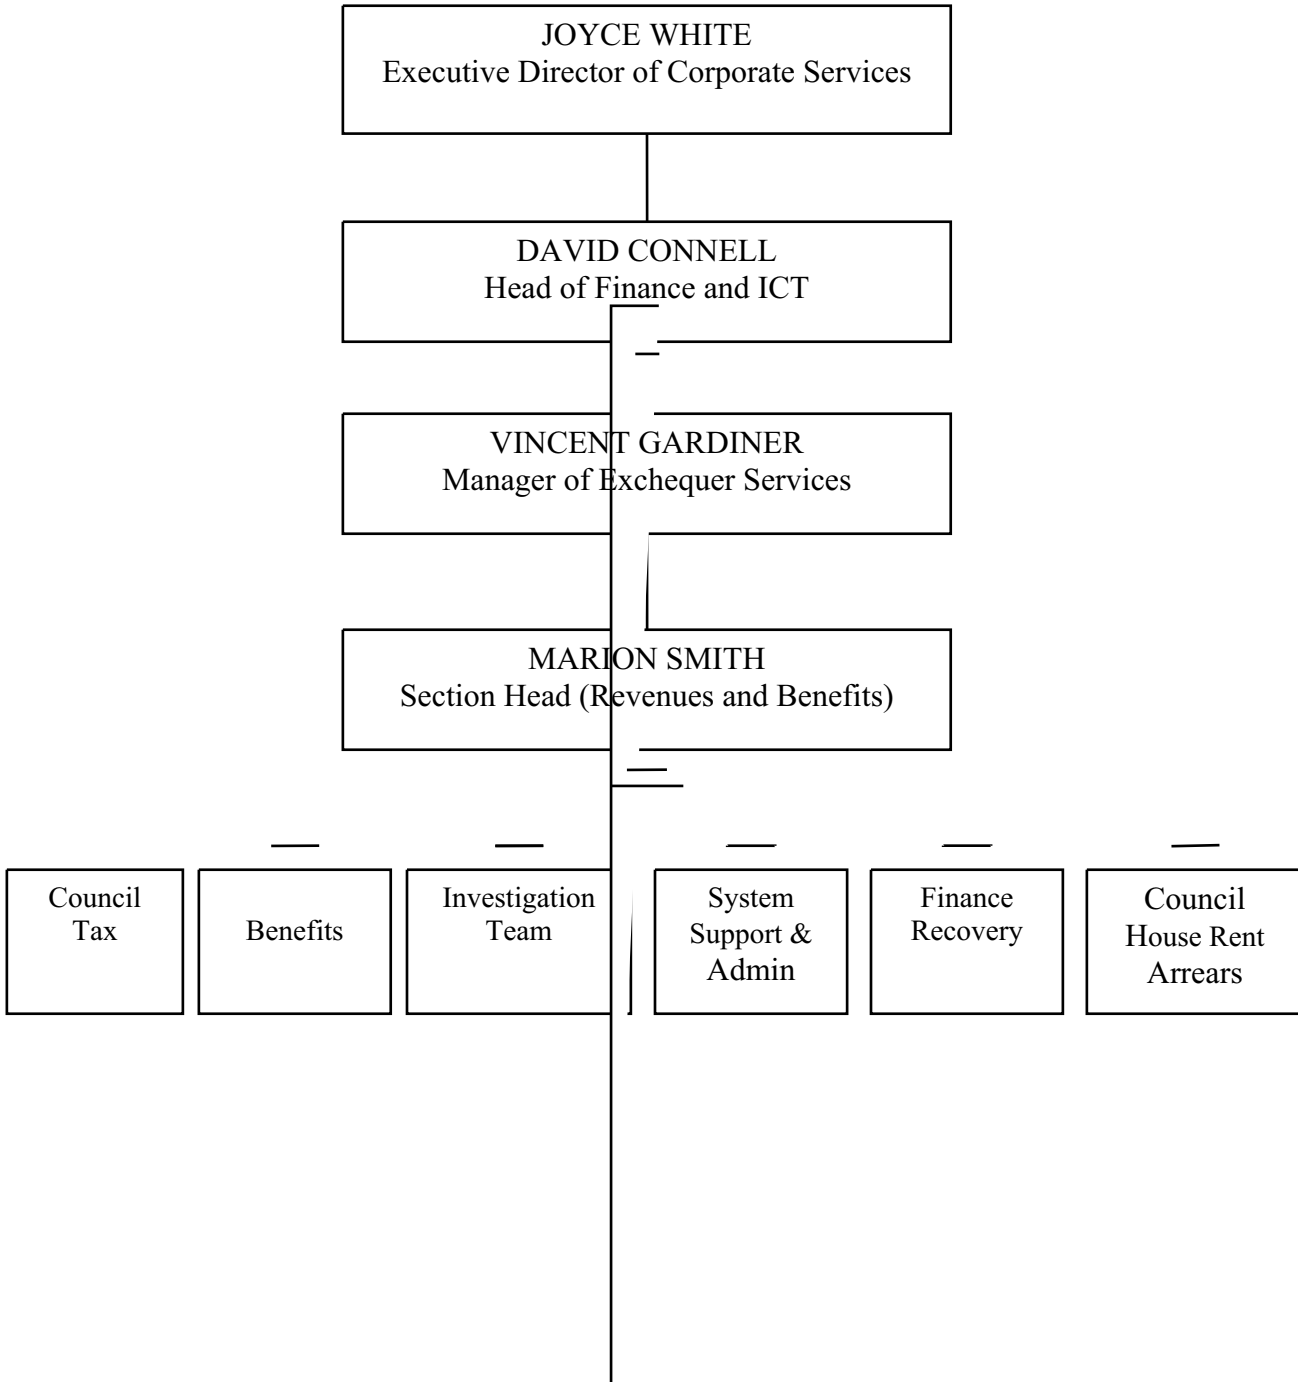 JOYCE WHITE
Executive Director of Corporate Services
DAVID CONNELL
Head of Finance and ICT
VINCENT GARDINER
Manager of Exchequer Services
MARION SMITH
Section Head (Revenues and Benefits)
Council
Tax
Benefits
Investigation
Team
System
Support &
Admin
Finance
Recovery
Council
House Rent
Arrears